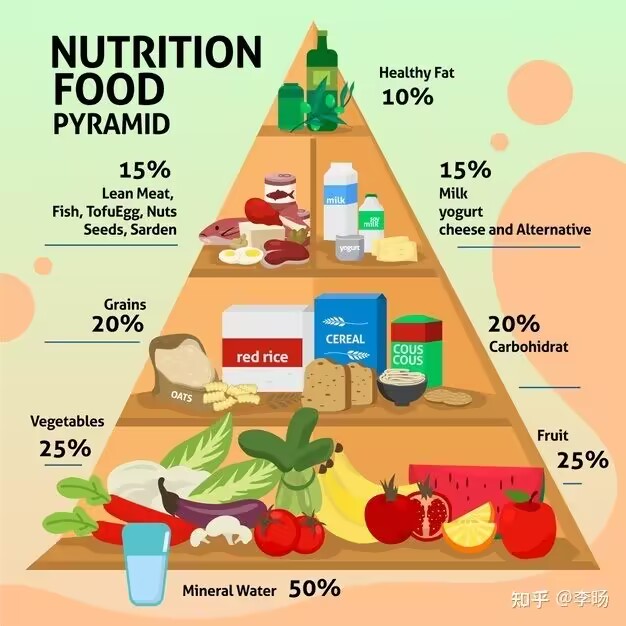 NUTRITION
FOOD
PYRAMID
Healthy Fat
10%
15%
Lean Meat,
Fish, TofuEgg, Nuts
Seeds, Sarden
15%
Milk
yogurt
cheese and Alternative
milk
soy
milk
yogurt
Grains
20%
20%
Carbohidrat
red rice
CEREAL
COUS
COUS
OATS
Vegetables
25%
Fruit
25%
Mineral Water 50%
知乎 @李旸